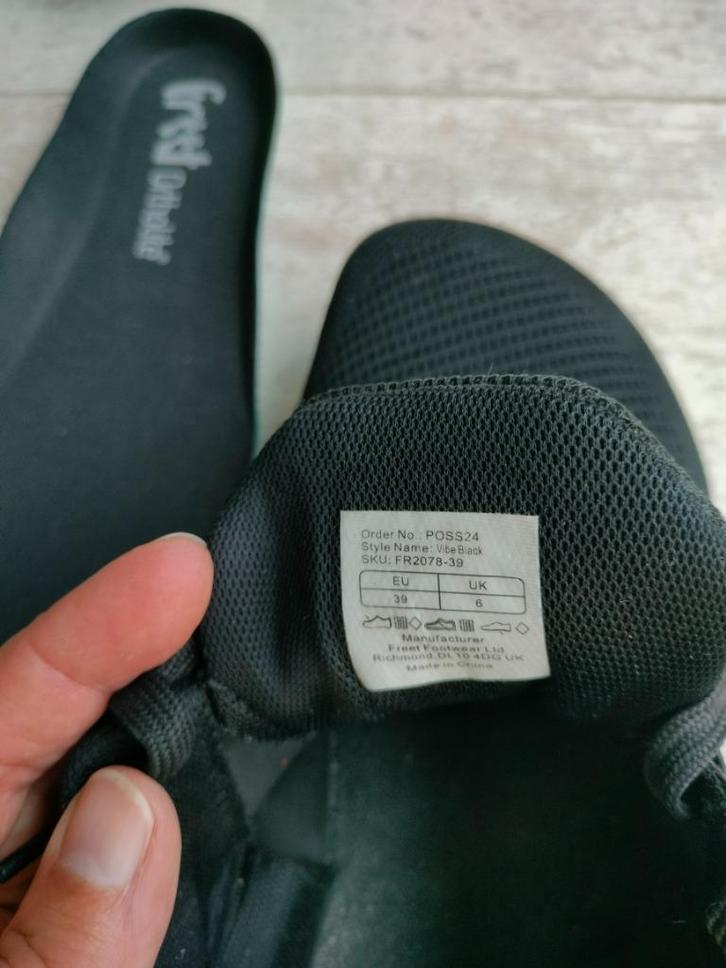 freet Ortholite®
Order No.: POSS24
Style Name: Vibe Black
SKU: FR2078-39
EU UK
39 6
Manufacturer
Freet Footwear Ltd
Richmond, DL10 4DG UK
Made in China